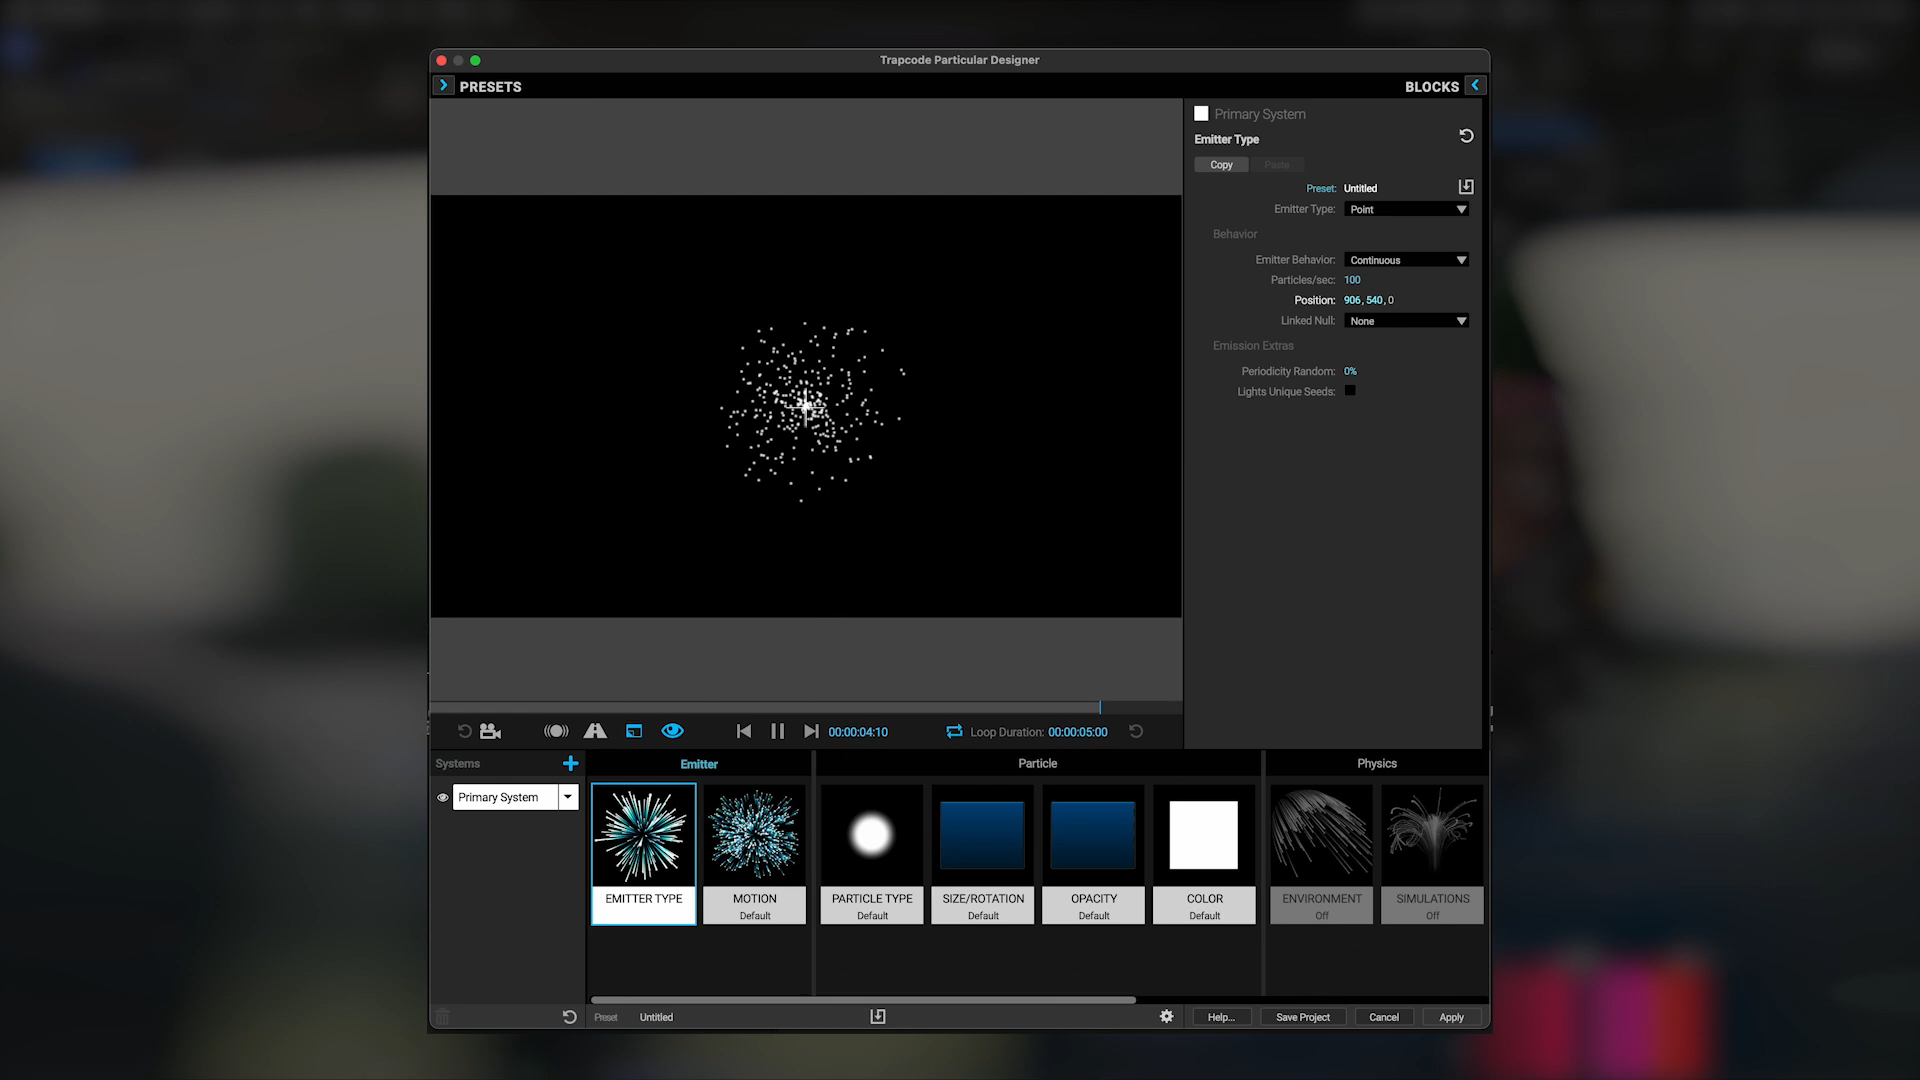 Trapcode Particular Designer
PRESETS
BLOCKS
Primary System
Emitter Type
Copy
Paste
Preset: Untitled
Emitter Type: Point
Behavior
Emitter Behavior: Continuous
Particles/sec: 100
Position: 906, 540, 0
Linked Null: None
Emission Extras
Periodicity Random: 0%
Lights Unique Seeds:
00:00:04:10
Loop Duration: 00:00:05:00
Systems
Emitter
Particle
Physics
Primary System
EMITTER TYPE
MOTION
Default
PARTICLE TYPE
Default
SIZE/ROTATION
Default
OPACITY
Default
COLOR
Default
ENVIRONMENT
Off
SIMULATIONS
Off
Preset
Untitled
Help...
Save Project
Cancel
Apply